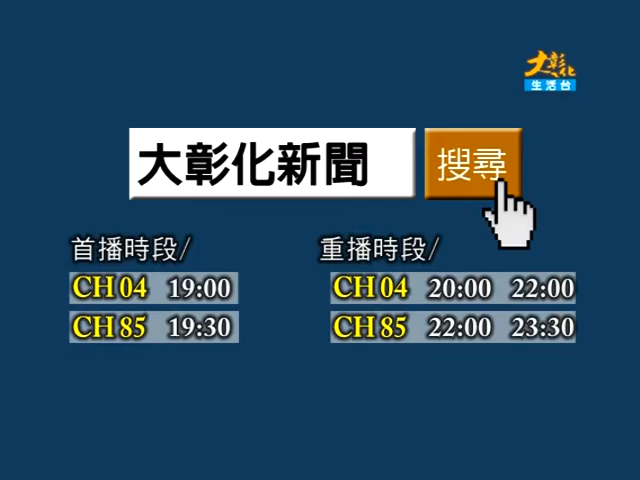 大彰化
生活台
大彰化新聞 搜尋
首播時段/ 重播時段/
CH 04 19:00 CH 04 20:00 22:00
CH 85 19:30 CH 85 22:00 23:30